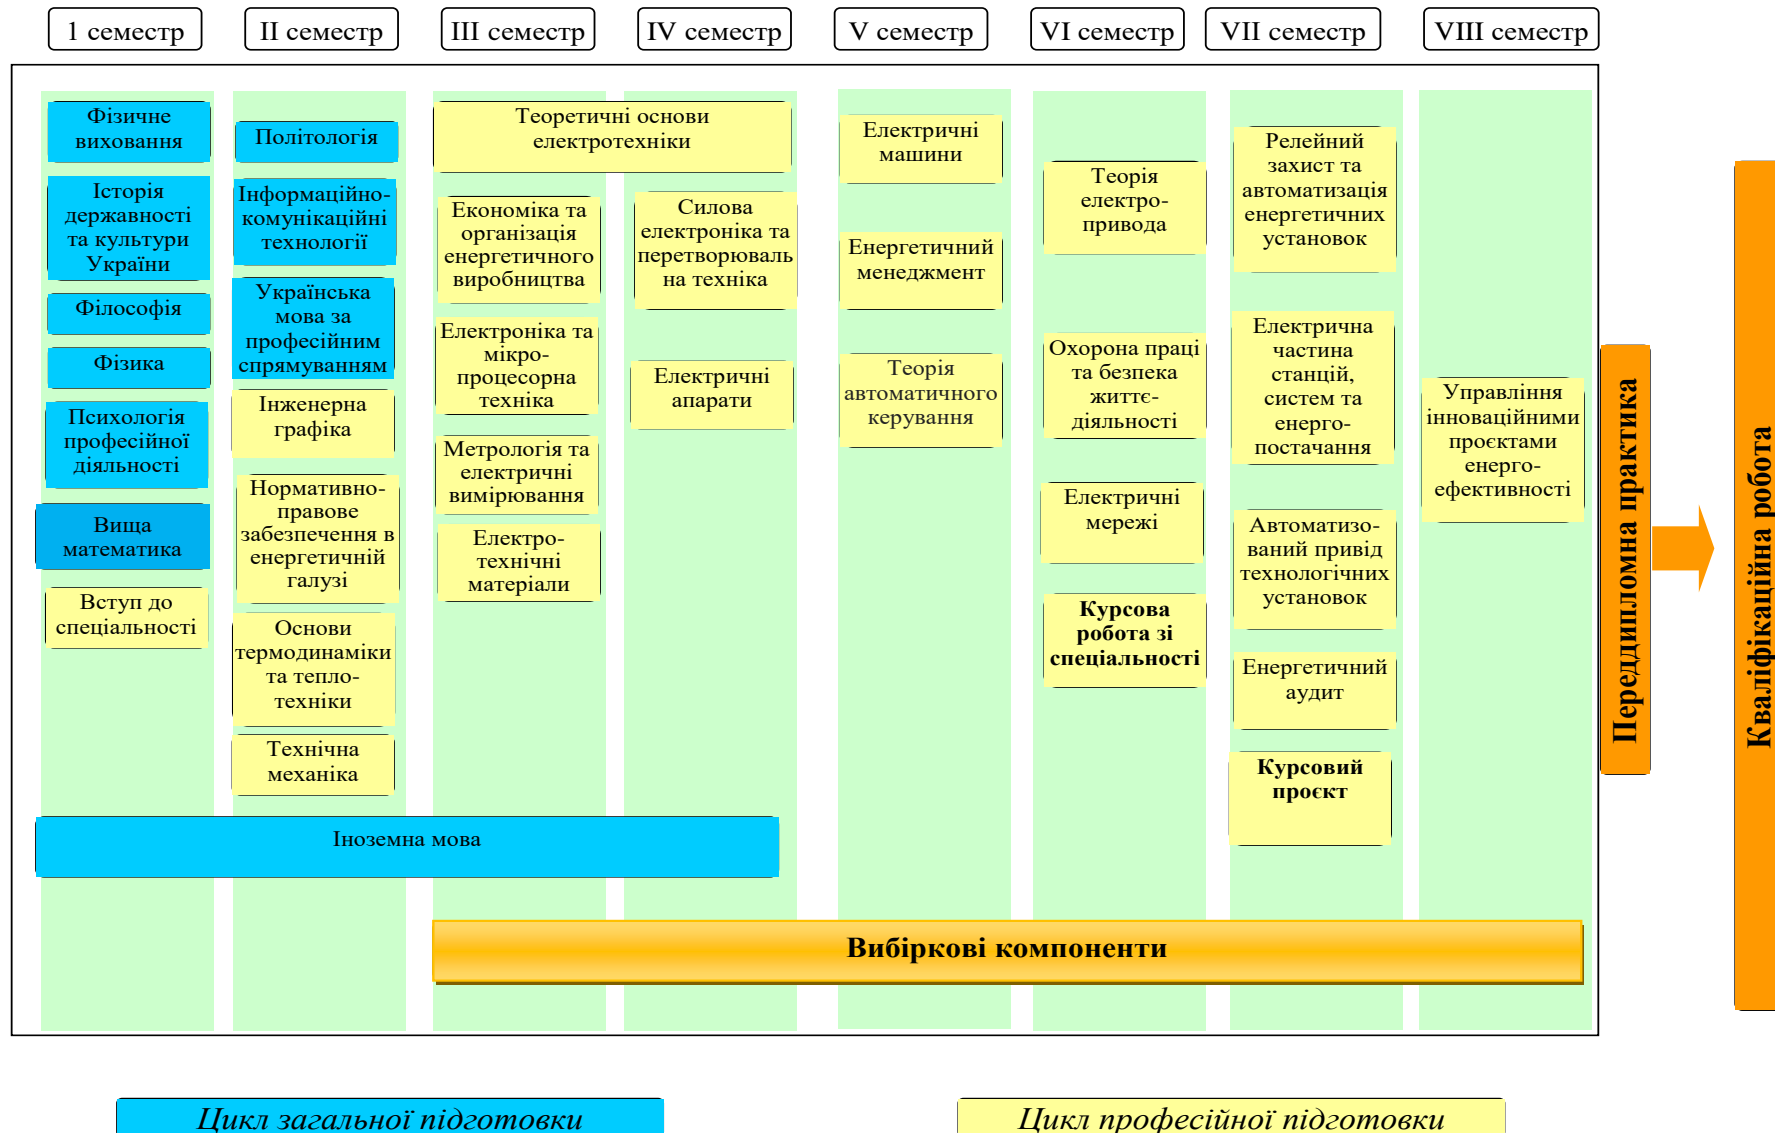 1 семестр
II семестр
III семестр
IV семестр
V семестр
VI семестр
VII семестр
VIII семестр
Фізичне
виховання
Історія
державності
та культури
України
Філософія
Фізика
Психологія
професійної
діяльності
Вища
математика
Вступ до
спеціальності
Політологія
Інформаційно-
комунікаційні
технології
Українська
мова за
професійним
спрямуванням
Інженерна
графіка
Нормативно-
правове
забезпечення в
енергетичній
галузі
Основи
термодинаміки
та тепло-
техніки
Технічна
механіка
Теоретичні основи
електротехніки
Економіка та
організація
енергетичного
виробництва
Електроніка та
мікро-
процесорна
техніка
Метрологія та
електричні
вимірювання
Електро-
технічні
матеріали
Силова
електроніка та
перетворюваль
на техніка
Електричні
апарати
Електричні
машини
Енергетичний
менеджмент
Теорія
автоматичного
керування
Теорія
електро-
привода
Охорона праці
та безпека
життє-
діяльності
Електричні
мережі
Курсова
робота зі
спеціальності
Релейний
захист та
автоматизація
енергетичних
установок
Електрична
частина
станцій,
систем та
енерго-
постачання
Автоматизо-
ваний привід
технологічних
установок
Енергетичний
аудит
Курсовий
проєкт
Управління
інноваційними
проєктами
енерго-
ефективності
Іноземна мова
Вибіркові компоненти
Переддипломна практика
Кваліфікаційна робота
Цикл загальної підготовки
Цикл професійної підготовки